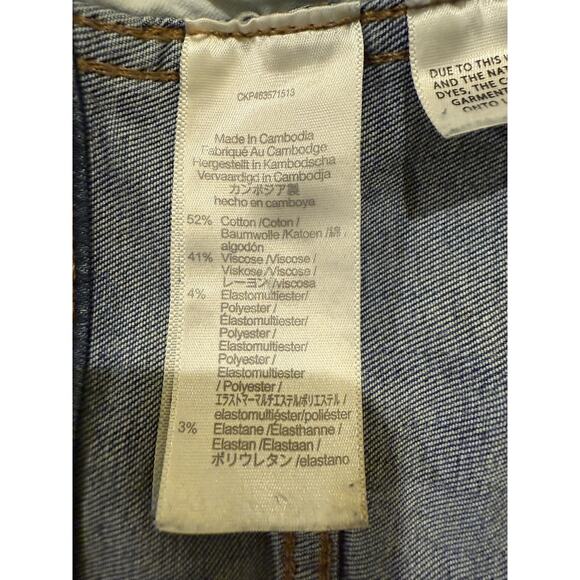 CKP463571513
Made In Cambodia
Fabriqué Au Cambodge
Hergestellt in Kambodscha
Vervaardigd in Cambodja
カンボジア製
hecho en camboya
52% Cotton /Coton /
Baumwolle /Katoen /綿 /
algodón
41% Viscose /Viscose /
Viskose /Viscose /
レーヨン /viscosa
4% Elastomultiester /
Polyester /
Élastomultiester/
Polyester /
Elastomultiester/
Polyester /
Elastomultiester
/ Polyester /
エラストマーマルチエステル/ポリエステル /
elastomultiéster/poliéster
3% Elastane /Élasthanne /
Elastan /Elastaan /
ポリウレタン /elastano
DUE TO THIS
AND THE NAT
DYES, THE C
GARMENT
ONTO